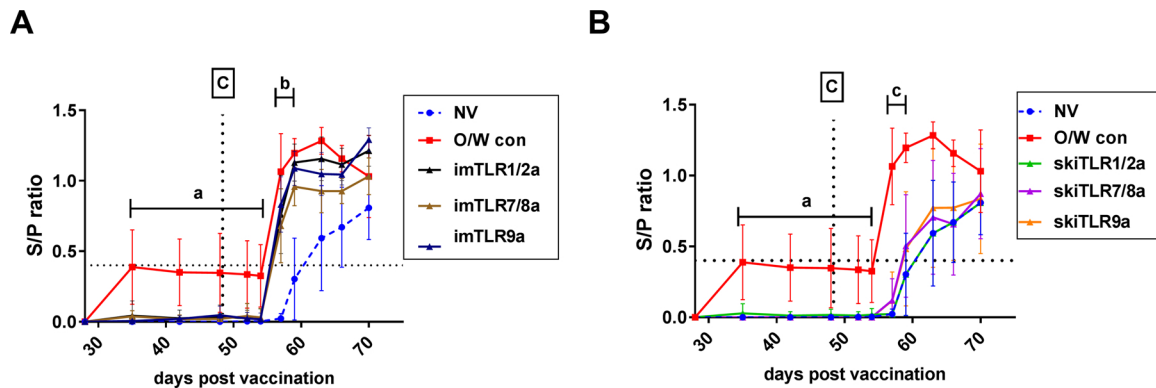 A
C
b
a
1.5
1.0
0.5
0.0
S/P ratio
30
40
50
60
70
days post vaccination
NV
O/W con
imTLR1/2a
imTLR7/8a
imTLR9a
B
C
c
a
1.5
1.0
0.5
0.0
S/P ratio
30
40
50
60
70
days post vaccination
NV
O/W con
skiTLR1/2a
skiTLR7/8a
skiTLR9a